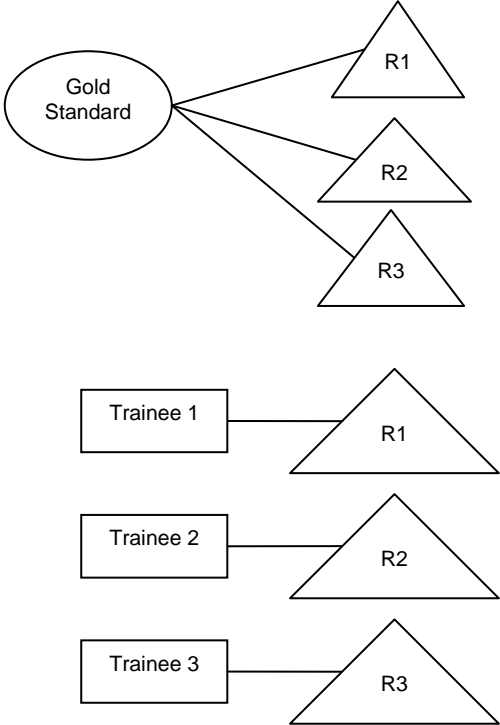 Gold
Standard
R1
R2
R3
Trainee 1
R1
Trainee 2
R2
Trainee 3
R3